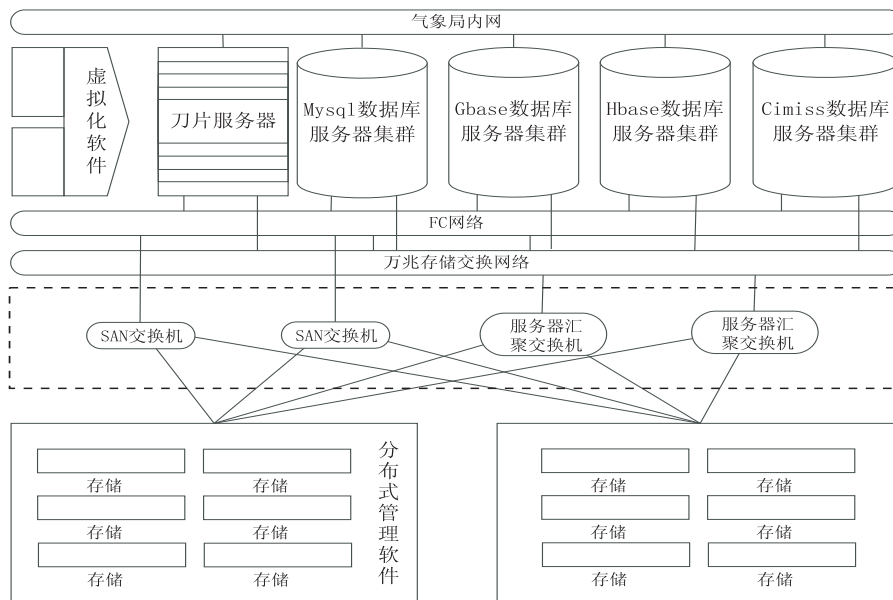 气象局内网
虚拟化软件
刀片服务器
Mysql数据库
服务器集群
Gbase数据库
服务器集群
Hbase数据库
服务器集群
Cimiss数据库
服务器集群
FC网络
万兆存储交换网络
SAN交换机
SAN交换机
服务器汇
聚交换机
服务器汇
聚交换机
分布式管理软件
存储
存储
存储
存储
存储
存储
存储
存储
存储
存储
存储
存储